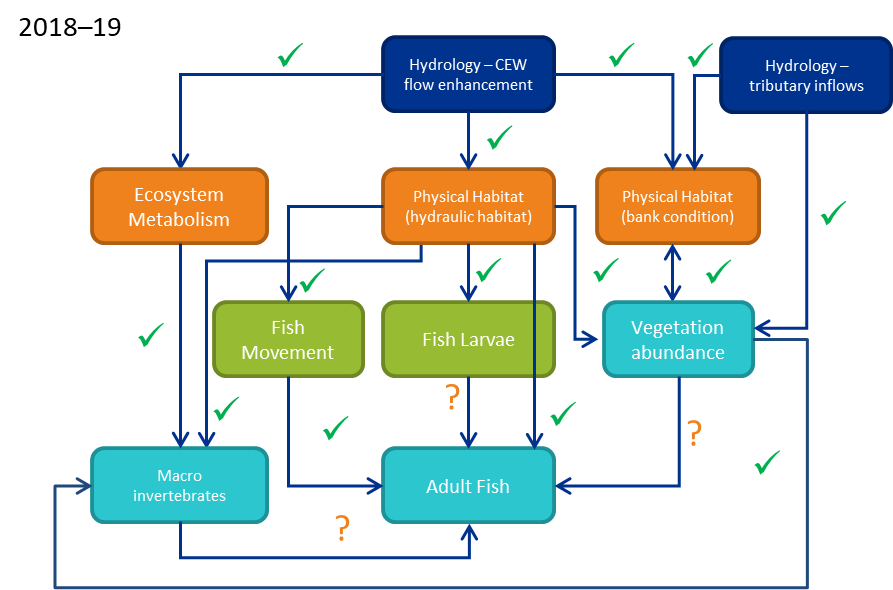 2018–19
Hydrology – CEW
flow enhancement
Hydrology –
tributary inflows
Ecosystem
Metabolism
Physical Habitat
(hydraulic habitat)
Physical Habitat
(bank condition)
Fish
Movement
Fish Larvae
Vegetation
abundance
?
?
Macro
invertebrates
Adult Fish
?